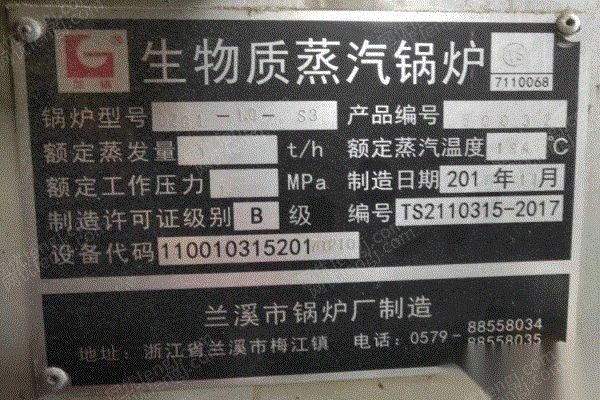 生物质蒸汽锅炉
7110068
锅炉型号 S3 产品编号
额定蒸发量 t/h 额定蒸汽温度 ℃
额定工作压力 MPa 制造日期 201 年 月
制造许可证级别 B 级 编号 TS2110315-2017
设备代码 110010315201
兰溪市锅炉厂制造
地址：浙江省兰溪市梅江镇 电话：0579-88558034
88558035